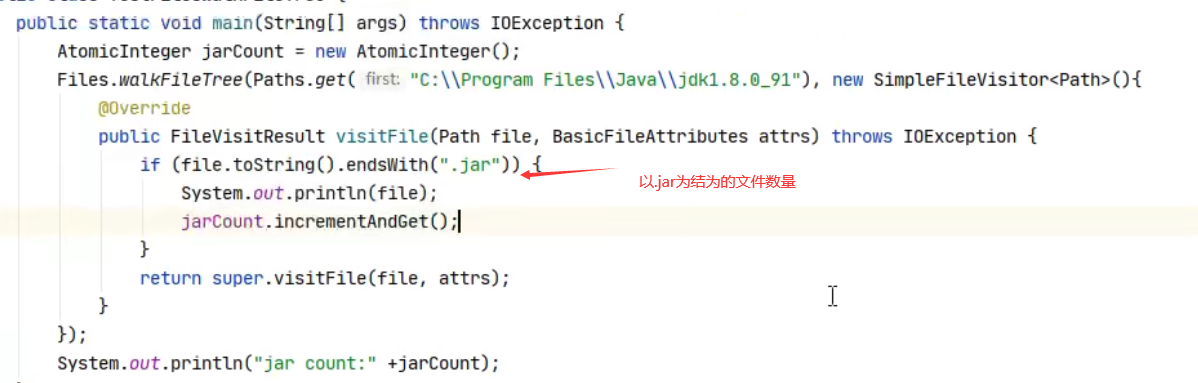 public static void main(String[] args) throws IOException {
AtomicInteger jarCount = new AtomicInteger();
Files.walkFileTree(Paths.get( first: "C:\\Program Files\\Java\\jdk1.8.0_91"), new SimpleFileVisitor<Path>(){
@Override
public FileVisitResult visitFile(Path file, BasicFileAttributes attrs) throws IOException {
if (file.toString().endsWith(".jar")) {
以.jar为结为的文件数量
System.out.println(file);
jarCount.incrementAndGet();
}
return super.visitFile(file, attrs);
}
});
System.out.println("jar count:" +jarCount);